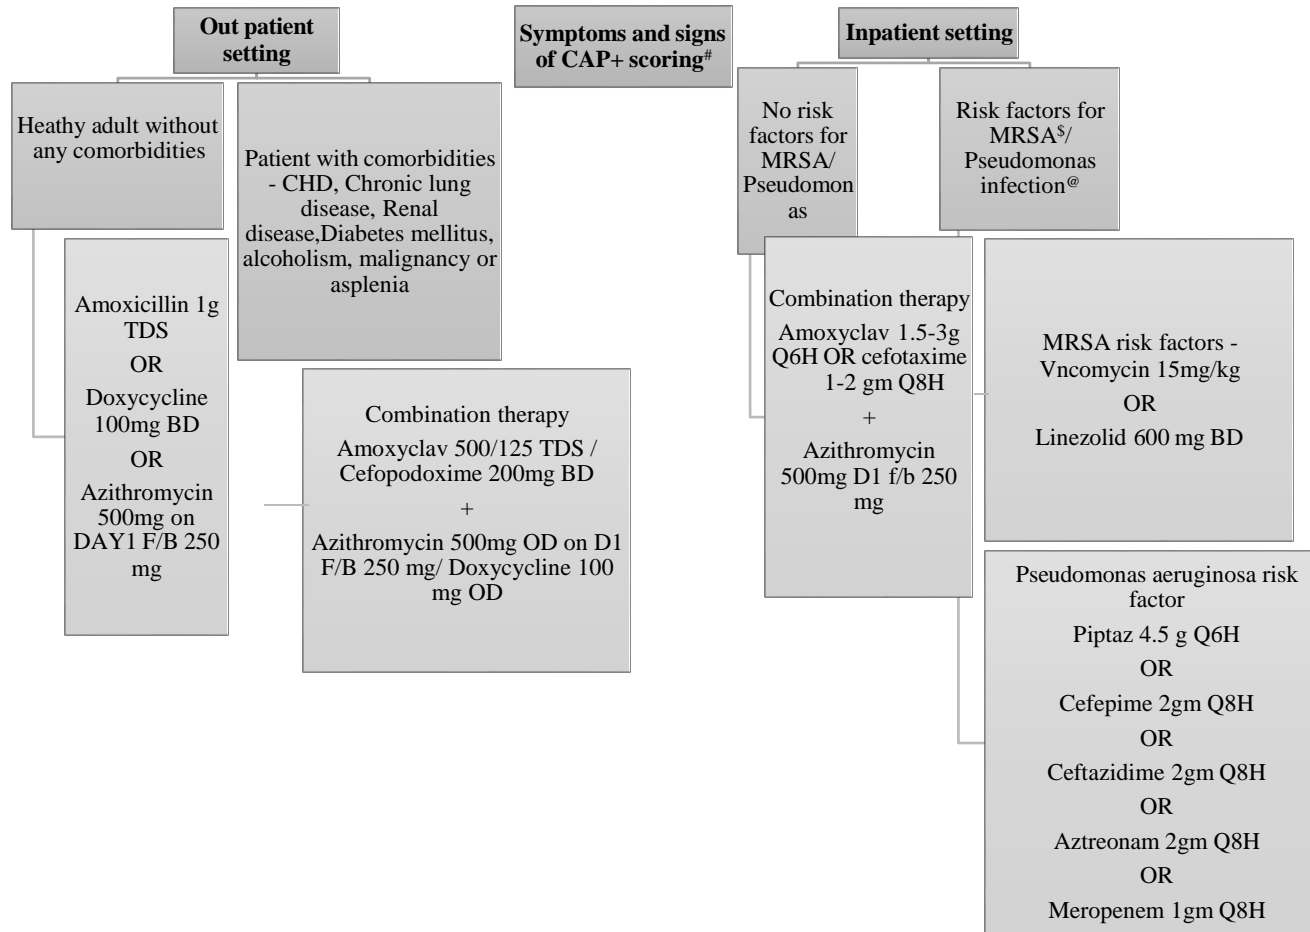 Out patient
setting
Symptoms and signs
of CAP+ scoring#
Inpatient setting
Heathy adult without
any comorbidities
Patient with comorbidities
- CHD, Chronic lung
disease, Renal
disease,Diabetes mellitus,
alcoholism, malignancy or
asplenia
No risk
factors for
MRSA/
Pseudomon
as
Risk factors for
MRSA$/
Pseudomonas
infection@
Amoxicillin 1g
TDS
OR
Doxycycline
100mg BD
OR
Azithromycin
500mg on
DAY1 F/B 250
mg
Combination therapy
Amoxyclav 500/125 TDS /
Cefopodoxime 200mg BD
+
Azithromycin 500mg OD on D1
F/B 250 mg/ Doxycycline 100
mg OD
Combination therapy
Amoxyclav 1.5-3g
Q6H OR cefotaxime
1-2 gm Q8H
+
Azithromycin
500mg D1 f/b 250
mg
MRSA risk factors -
Vncomycin 15mg/kg
OR
Linezolid 600 mg BD
Pseudomonas aeruginosa risk
factor
Piptaz 4.5 g Q6H
OR
Cefepime 2gm Q8H
OR
Ceftazidime 2gm Q8H
OR
Aztreonam 2gm Q8H
OR
Meropenem 1gm Q8H